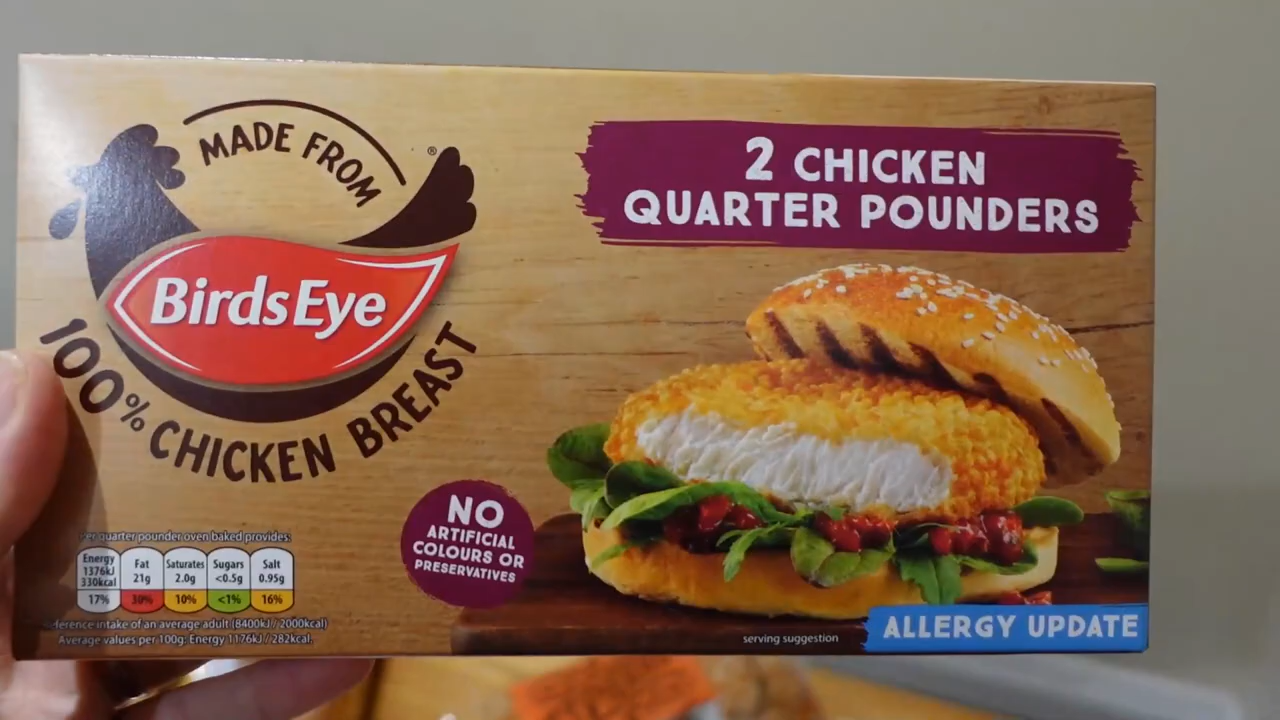 MADE FROM
®
BirdsEye
100% CHICKEN BREAST
2 CHICKEN
QUARTER POUNDERS
NO
ARTIFICIAL
COLOURS OR
PRESERVATIVES
quarter pounder oven baked provides:
Energy 1376kJ 330kcal 17%
Fat 21g 30%
Saturates 2.0g 10%
Sugars <0.5g <1%
Salt 0.95g 16%
intake of an average adult (8400kJ / 2000kcal)
Average values per 100g: Energy 1176kJ / 282kcal.
serving suggestion
ALLERGY UPDATE